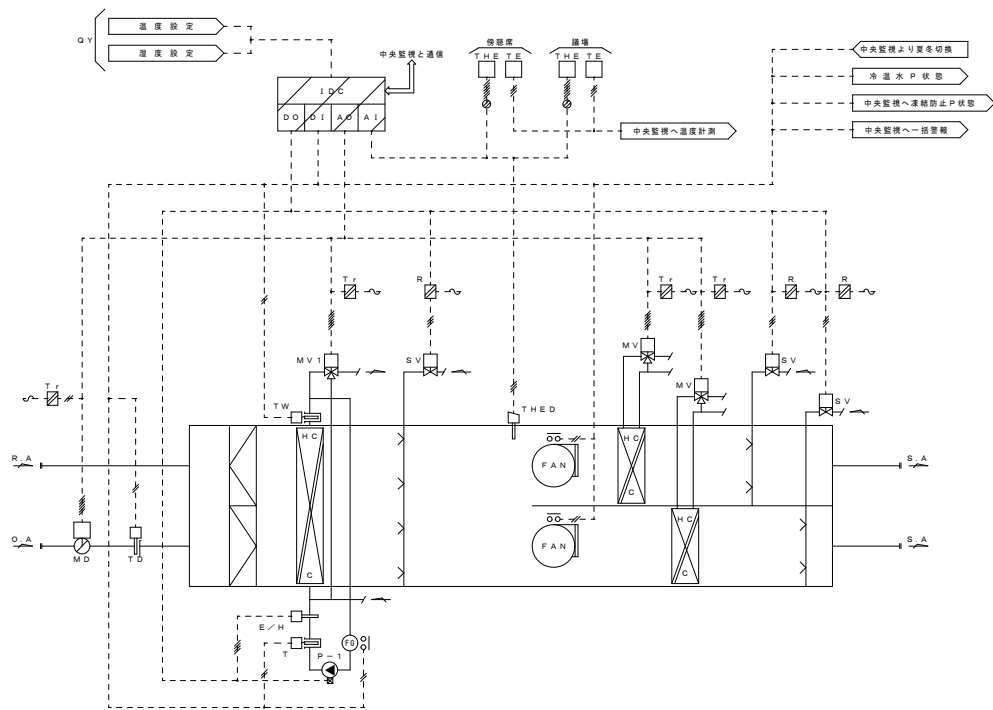 QY
温度設定
湿度設定
中央監視と通信
IDC
DO DI AO AI
傍聴席
THE TE
議場
THE TE
中央監視へ温度計測
中央監視より夏冬切換
冷温水P状態
中央監視へ凍結防止P状態
中央監視へ一括警報
Tr
R
Tr
Tr
R
R
MV1
SV
MV
SV
MV
SV
Tr
TW
THED
HC
C
FAN
FAN
HC
C
HC
C
R.A
O.A
S.A
S.A
MD
TD
E/H
T
P-1
FG